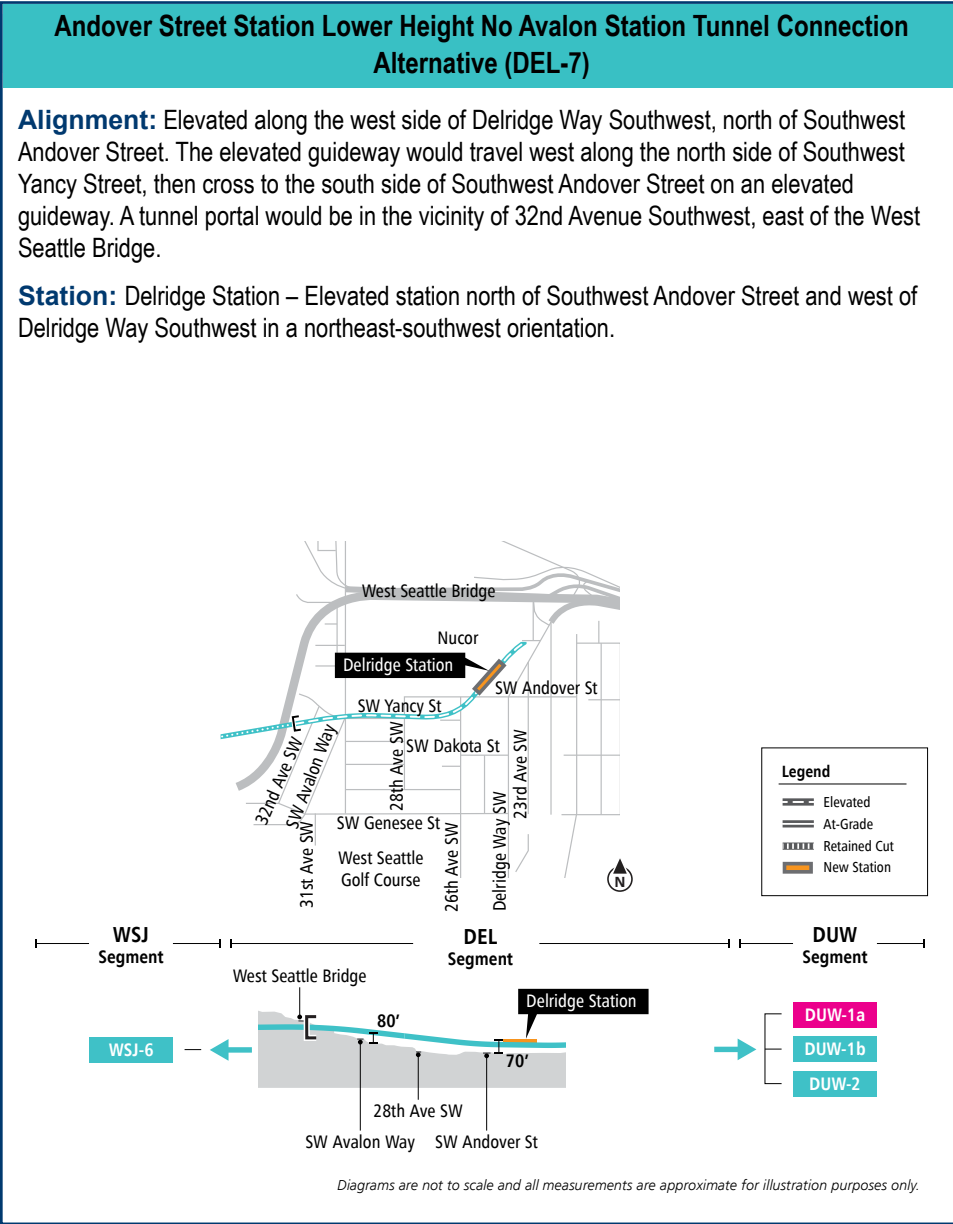 Andover Street Station Lower Height No Avalon Station Tunnel Connection
Alternative (DEL-7)
Alignment: Elevated along the west side of Delridge Way Southwest, north of Southwest
Andover Street. The elevated guideway would travel west along the north side of Southwest
Yancy Street, then cross to the south side of Southwest Andover Street on an elevated
guideway. A tunnel portal would be in the vicinity of 32nd Avenue Southwest, east of the West
Seattle Bridge.
Station: Delridge Station – Elevated station north of Southwest Andover Street and west of
Delridge Way Southwest in a northeast-southwest orientation.
West Seattle Bridge
Nucor
Delridge Station
SW Andover St
SW Yancy St
SW Dakota St
32nd Ave SW
SW Avalon Way
28th Ave SW
23rd Ave SW
SW Genesee St
31st Ave SW
West Seattle
Golf Course
26th Ave SW
Delridge Way SW
N
Legend
Elevated
At-Grade
Retained Cut
New Station
WSJ
Segment
DEL
Segment
DUW
Segment
West Seattle Bridge
Delridge Station
80'
70'
WSJ-6
DUW-1a
DUW-1b
DUW-2
28th Ave SW
SW Avalon Way
SW Andover St
Diagrams are not to scale and all measurements are approximate for illustration purposes only.